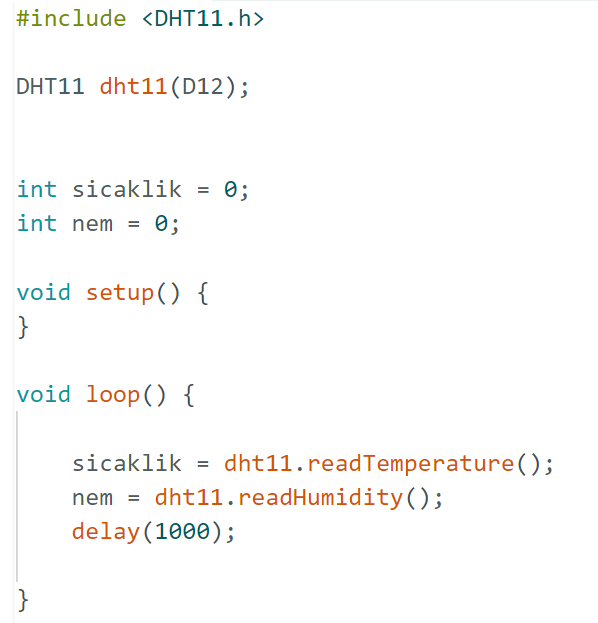 #include <DHT11.h>
DHT11 dht11(D12);
int sicaklik = 0;
int nem = 0;
void setup() {
}
void loop() {
sicaklik = dht11.readTemperature();
nem = dht11.readHumidity();
delay(1000);
}